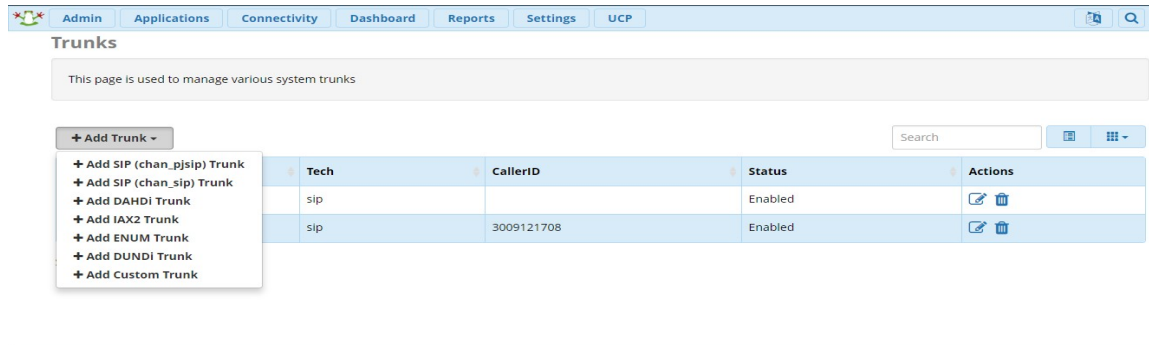 Admin Applications Connectivity Dashboard Reports Settings UCP
Trunks
This page is used to manage various system trunks
+ Add Trunk
Search
+ Add SIP (chan_pjsip) Trunk
+ Add SIP (chan_sip) Trunk
+ Add DAHDi Trunk
+ Add IAX2 Trunk
+ Add ENUM Trunk
+ Add DUNDi Trunk
+ Add Custom Trunk
Tech CallerID Status Actions
sip Enabled
sip 3009121708 Enabled